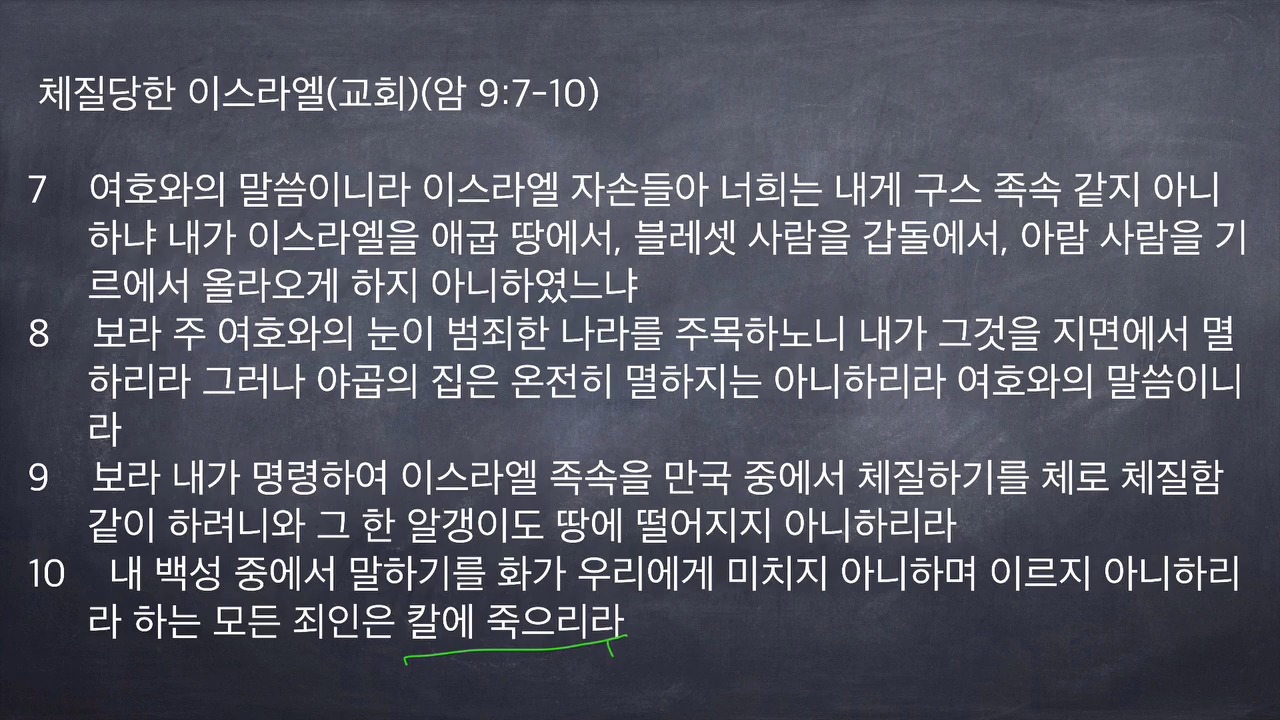 체질당한 이스라엘(교회)(암 9:7-10)
7 여호와의 말씀이니라 이스라엘 자손들아 너희는 내게 구스 족속 같지 아니
하냐 내가 이스라엘을 애굽 땅에서, 블레셋 사람을 갑돌에서, 아람 사람을 기
르에서 올라오게 하지 아니하였느냐
8 보라 주 여호와의 눈이 범죄한 나라를 주목하노니 내가 그것을 지면에서 멸
하리라 그러나 야곱의 집은 온전히 멸하지는 아니하리라 여호와의 말씀이니
라
9 보라 내가 명령하여 이스라엘 족속을 만국 중에서 체질하기를 체로 체질함
같이 하려니와 그 한 알갱이도 땅에 떨어지지 아니하리라
10 내 백성 중에서 말하기를 화가 우리에게 미치지 아니하며 이르지 아니하리
라 하는 모든 죄인은 칼에 죽으리라